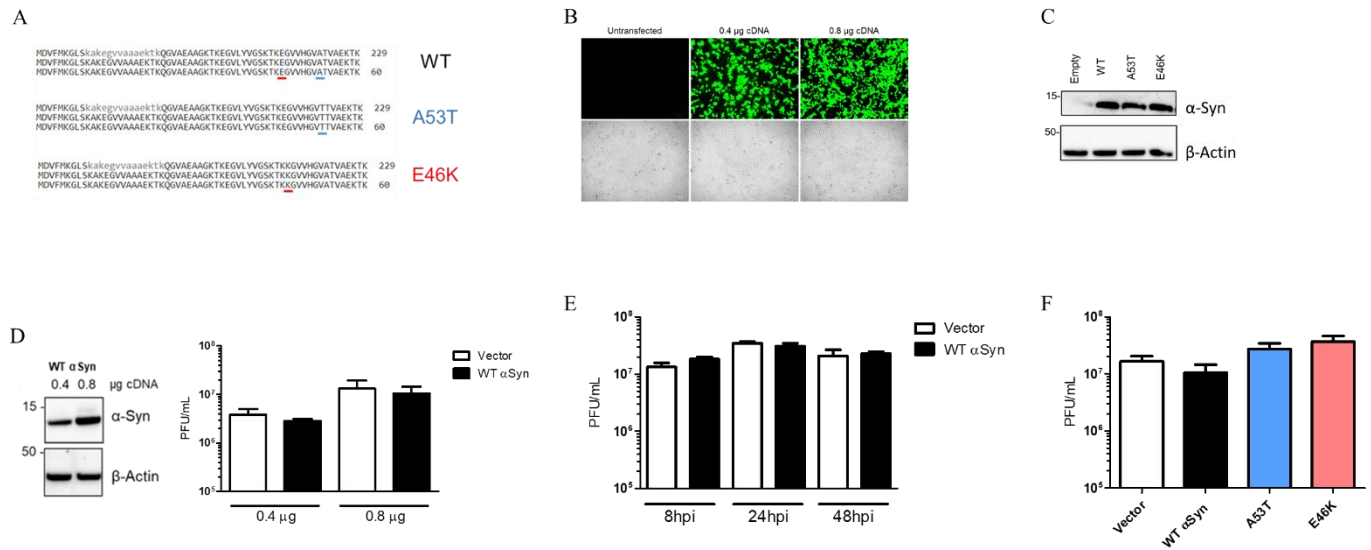 A
MDVFMKGLSkakegvvaaaektkQGVAEAAGKTKEGVLYVGSKTKEGVVHGVATVAEKTK 229
MDVFMKGLSKAKEGVVAAAEKTKQGVAEAAGKTKEGVLYVGSKTKEGVVHGVATVAEKTK
MDVFMKGLSKAKEGVVAAAEKTKQGVAEAAGKTKEGVLYVGSKTKEGVVHGVATVAEKTK 60
WT
MDVFMKGLSkakegvvaaaektkQGVAEAAGKTKEGVLYVGSKTKEGVVHGVTTVAEKTK 229
MDVFMKGLSKAKEGVVAAAEKTKQGVAEAAGKTKEGVLYVGSKTKEGVVHGVTTVAEKTK
MDVFMKGLSKAKEGVVAAAEKTKQGVAEAAGKTKEGVLYVGSKTKEGVVHGVTTVAEKTK 60
A53T
MDVFMKGLSkakegvvaaaektkQGVAEAAGKTKEGVLYVGSKTKKGVVHGVATVAEKTK 229
MDVFMKGLSKAKEGVVAAAEKTKQGVAEAAGKTKEGVLYVGSKTKKGVVHGVATVAEKTK
MDVFMKGLSKAKEGVVAAAEKTKQGVAEAAGKTKEGVLYVGSKTKKGVVHGVATVAEKTK 60
E46K
B
Untransfected 0.4 µg cDNA 0.8 µg cDNA
C
Empty WT A53T E46K
15- α-Syn
50- β-Actin
D
WT α Syn
0.4 0.8 µg cDNA
15 α-Syn
50 β-Actin
PFU/mL
10⁸
10⁷
10⁶
10⁵
0.4 µg 0.8 µg
Vector
WT αSyn
E
PFU/mL
10⁸
10⁷
10⁶
10⁵
8hpi 24hpi 48hpi
Vector
WT αSyn
F
PFU/mL
10⁸
10⁷
10⁶
10⁵
Vector WT αSyn A53T E46K